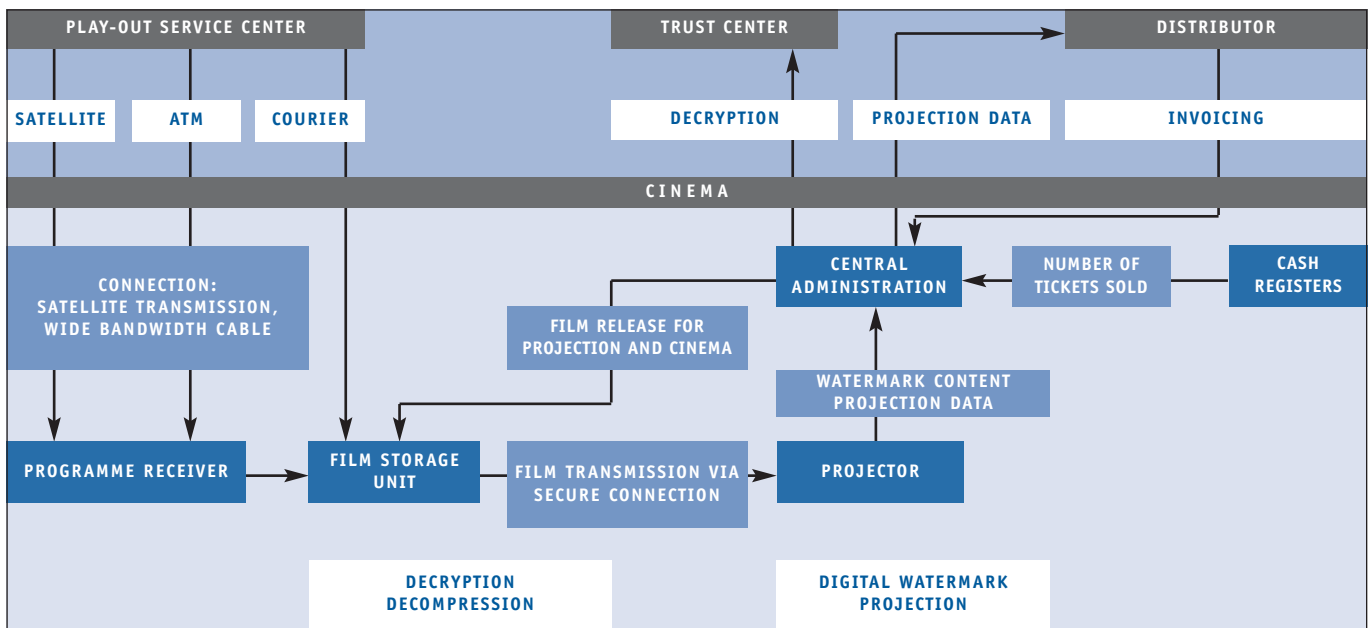 PLAY-OUT SERVICE CENTER
TRUST CENTER
DISTRIBUTOR
SATELLITE
ATM
COURIER
DECRYPTION
PROJECTION DATA
INVOICING
CINEMA
CONNECTION:
SATELLITE TRANSMISSION,
WIDE BANDWIDTH CABLE
CENTRAL
ADMINISTRATION
NUMBER OF
TICKETS SOLD
CASH
REGISTERS
FILM RELEASE FOR
PROJECTION AND CINEMA
WATERMARK CONTENT
PROJECTION DATA
PROGRAMME RECEIVER
FILM STORAGE
UNIT
FILM TRANSMISSION VIA
SECURE CONNECTION
PROJECTOR
DECRYPTION
DECOMPRESSION
DIGITAL WATERMARK
PROJECTION